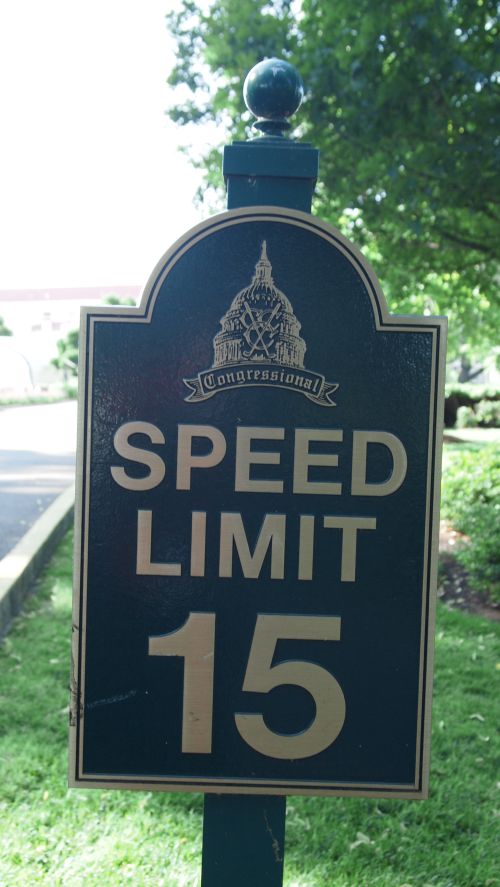 Congressional
SPEED
LIMIT
15